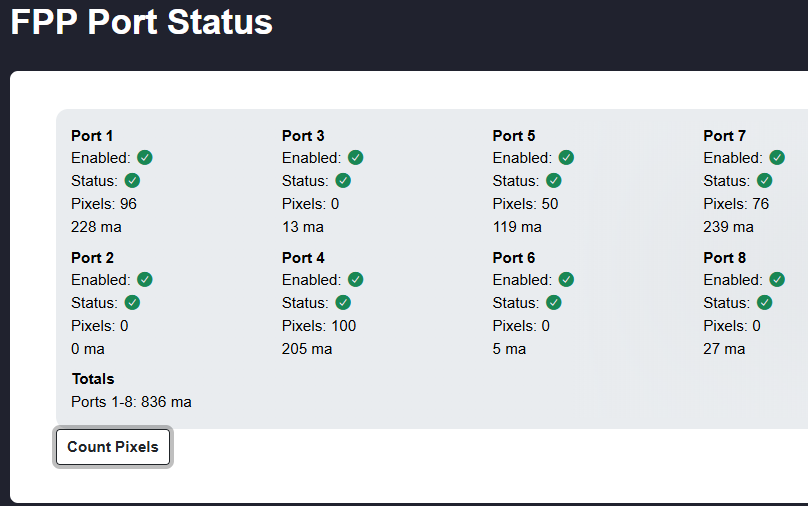 FPP Port Status
Port 1
Enabled:
Status:
Pixels: 96
228 ma
Port 2
Enabled:
Status:
Pixels: 0
0 ma
Port 3
Enabled:
Status:
Pixels: 0
13 ma
Port 4
Enabled:
Status:
Pixels: 100
205 ma
Port 5
Enabled:
Status:
Pixels: 50
119 ma
Port 6
Enabled:
Status:
Pixels: 0
5 ma
Port 7
Enabled:
Status:
Pixels: 76
239 ma
Port 8
Enabled:
Status:
Pixels: 0
27 ma
Totals
Ports 1-8: 836 ma
Count Pixels